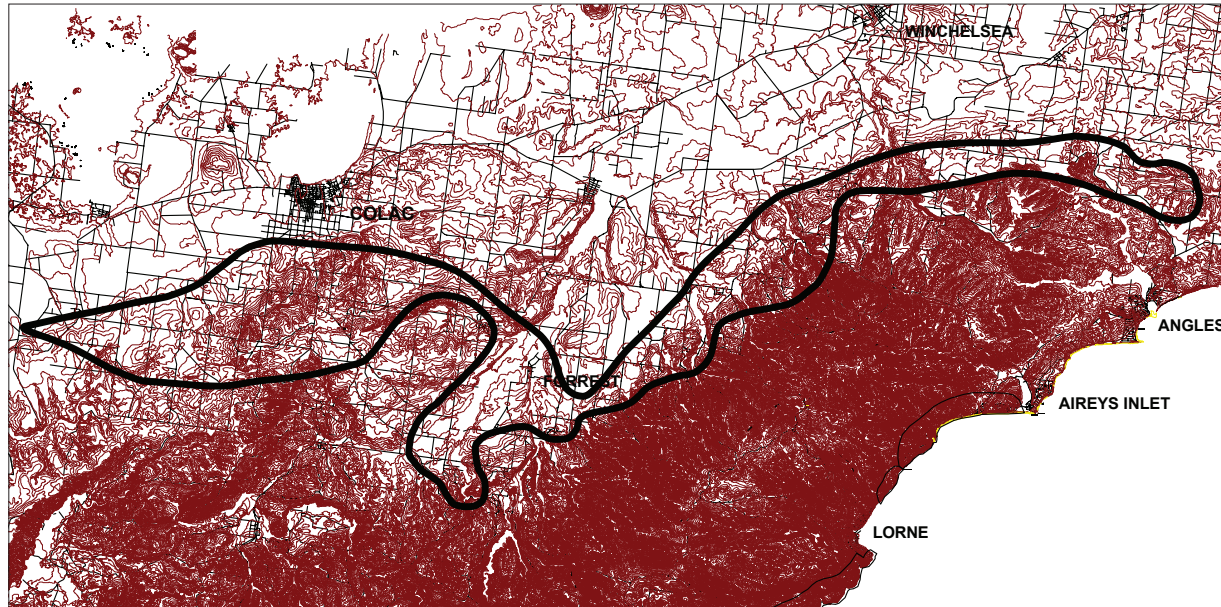 WINCHELSEA
COLAC
ANGLES
FORREST
AIREYS INLET
LORNE